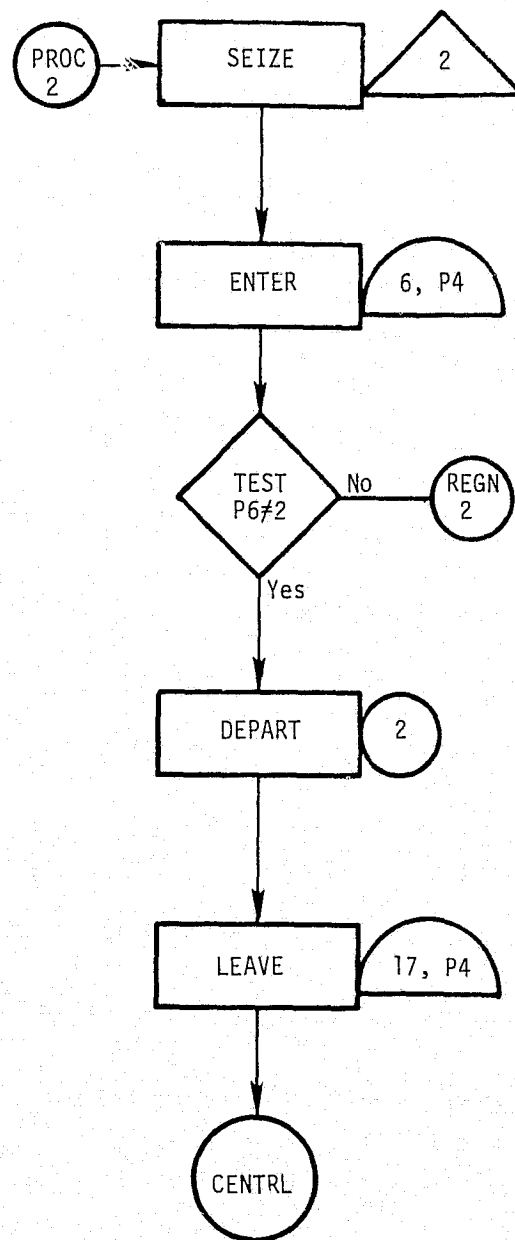 PROC
2
SEIZE
2
ENTER
6, P4
TEST
P6≠2
No
REGN
2
Yes
DEPART
2
LEAVE
17, P4
CENTRL